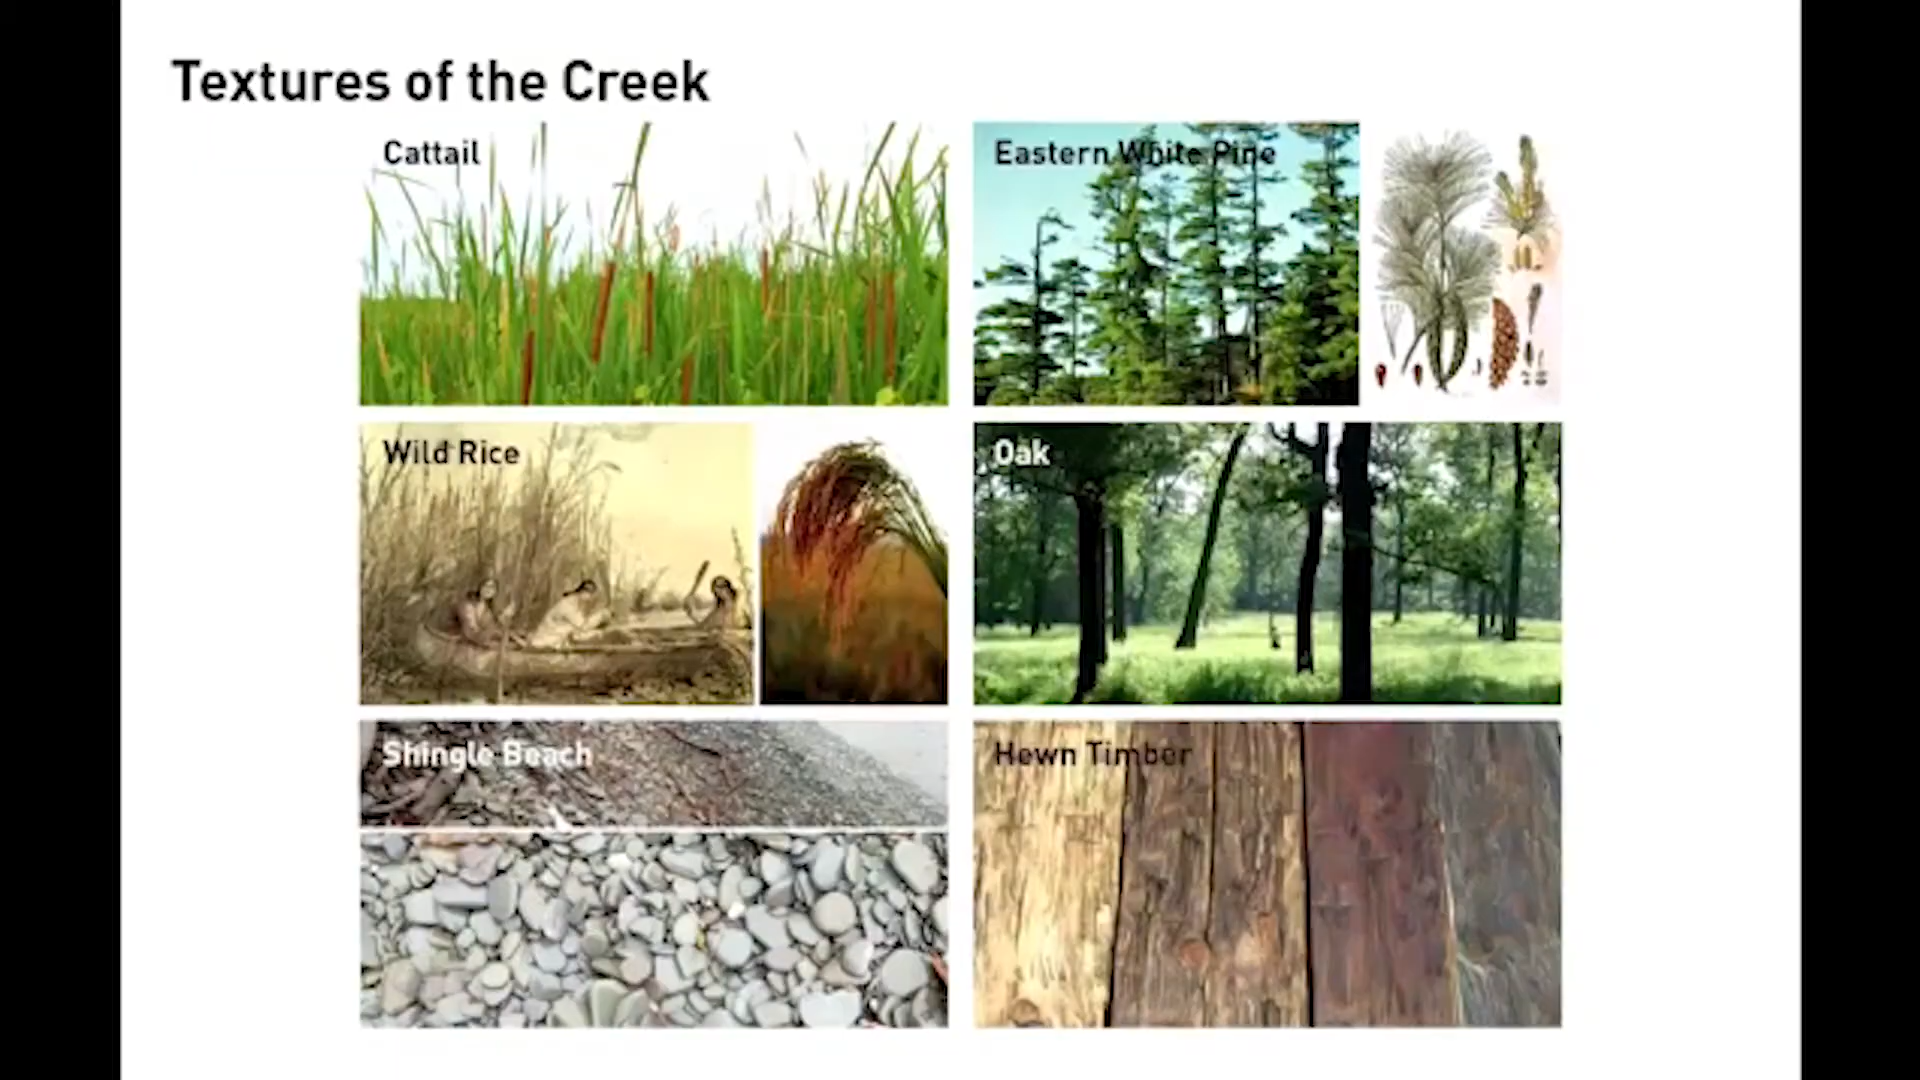 Textures of the Creek
Cattail
Eastern White Pine
Wild Rice
Oak
Shingle Beach
Hewn Timber